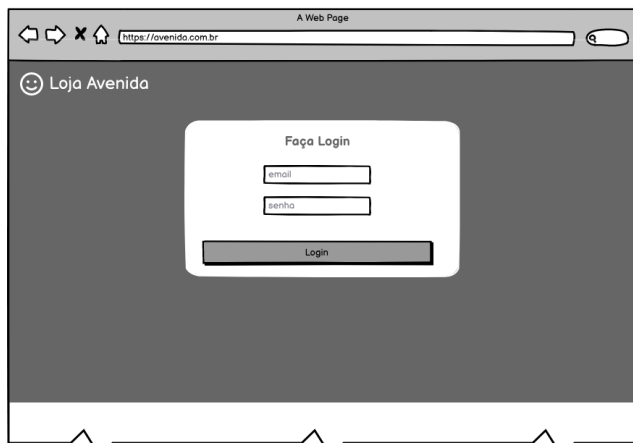 A Web Page
https://avenida.com.br
Loja Avenida
Faça Login
email
senha
Login